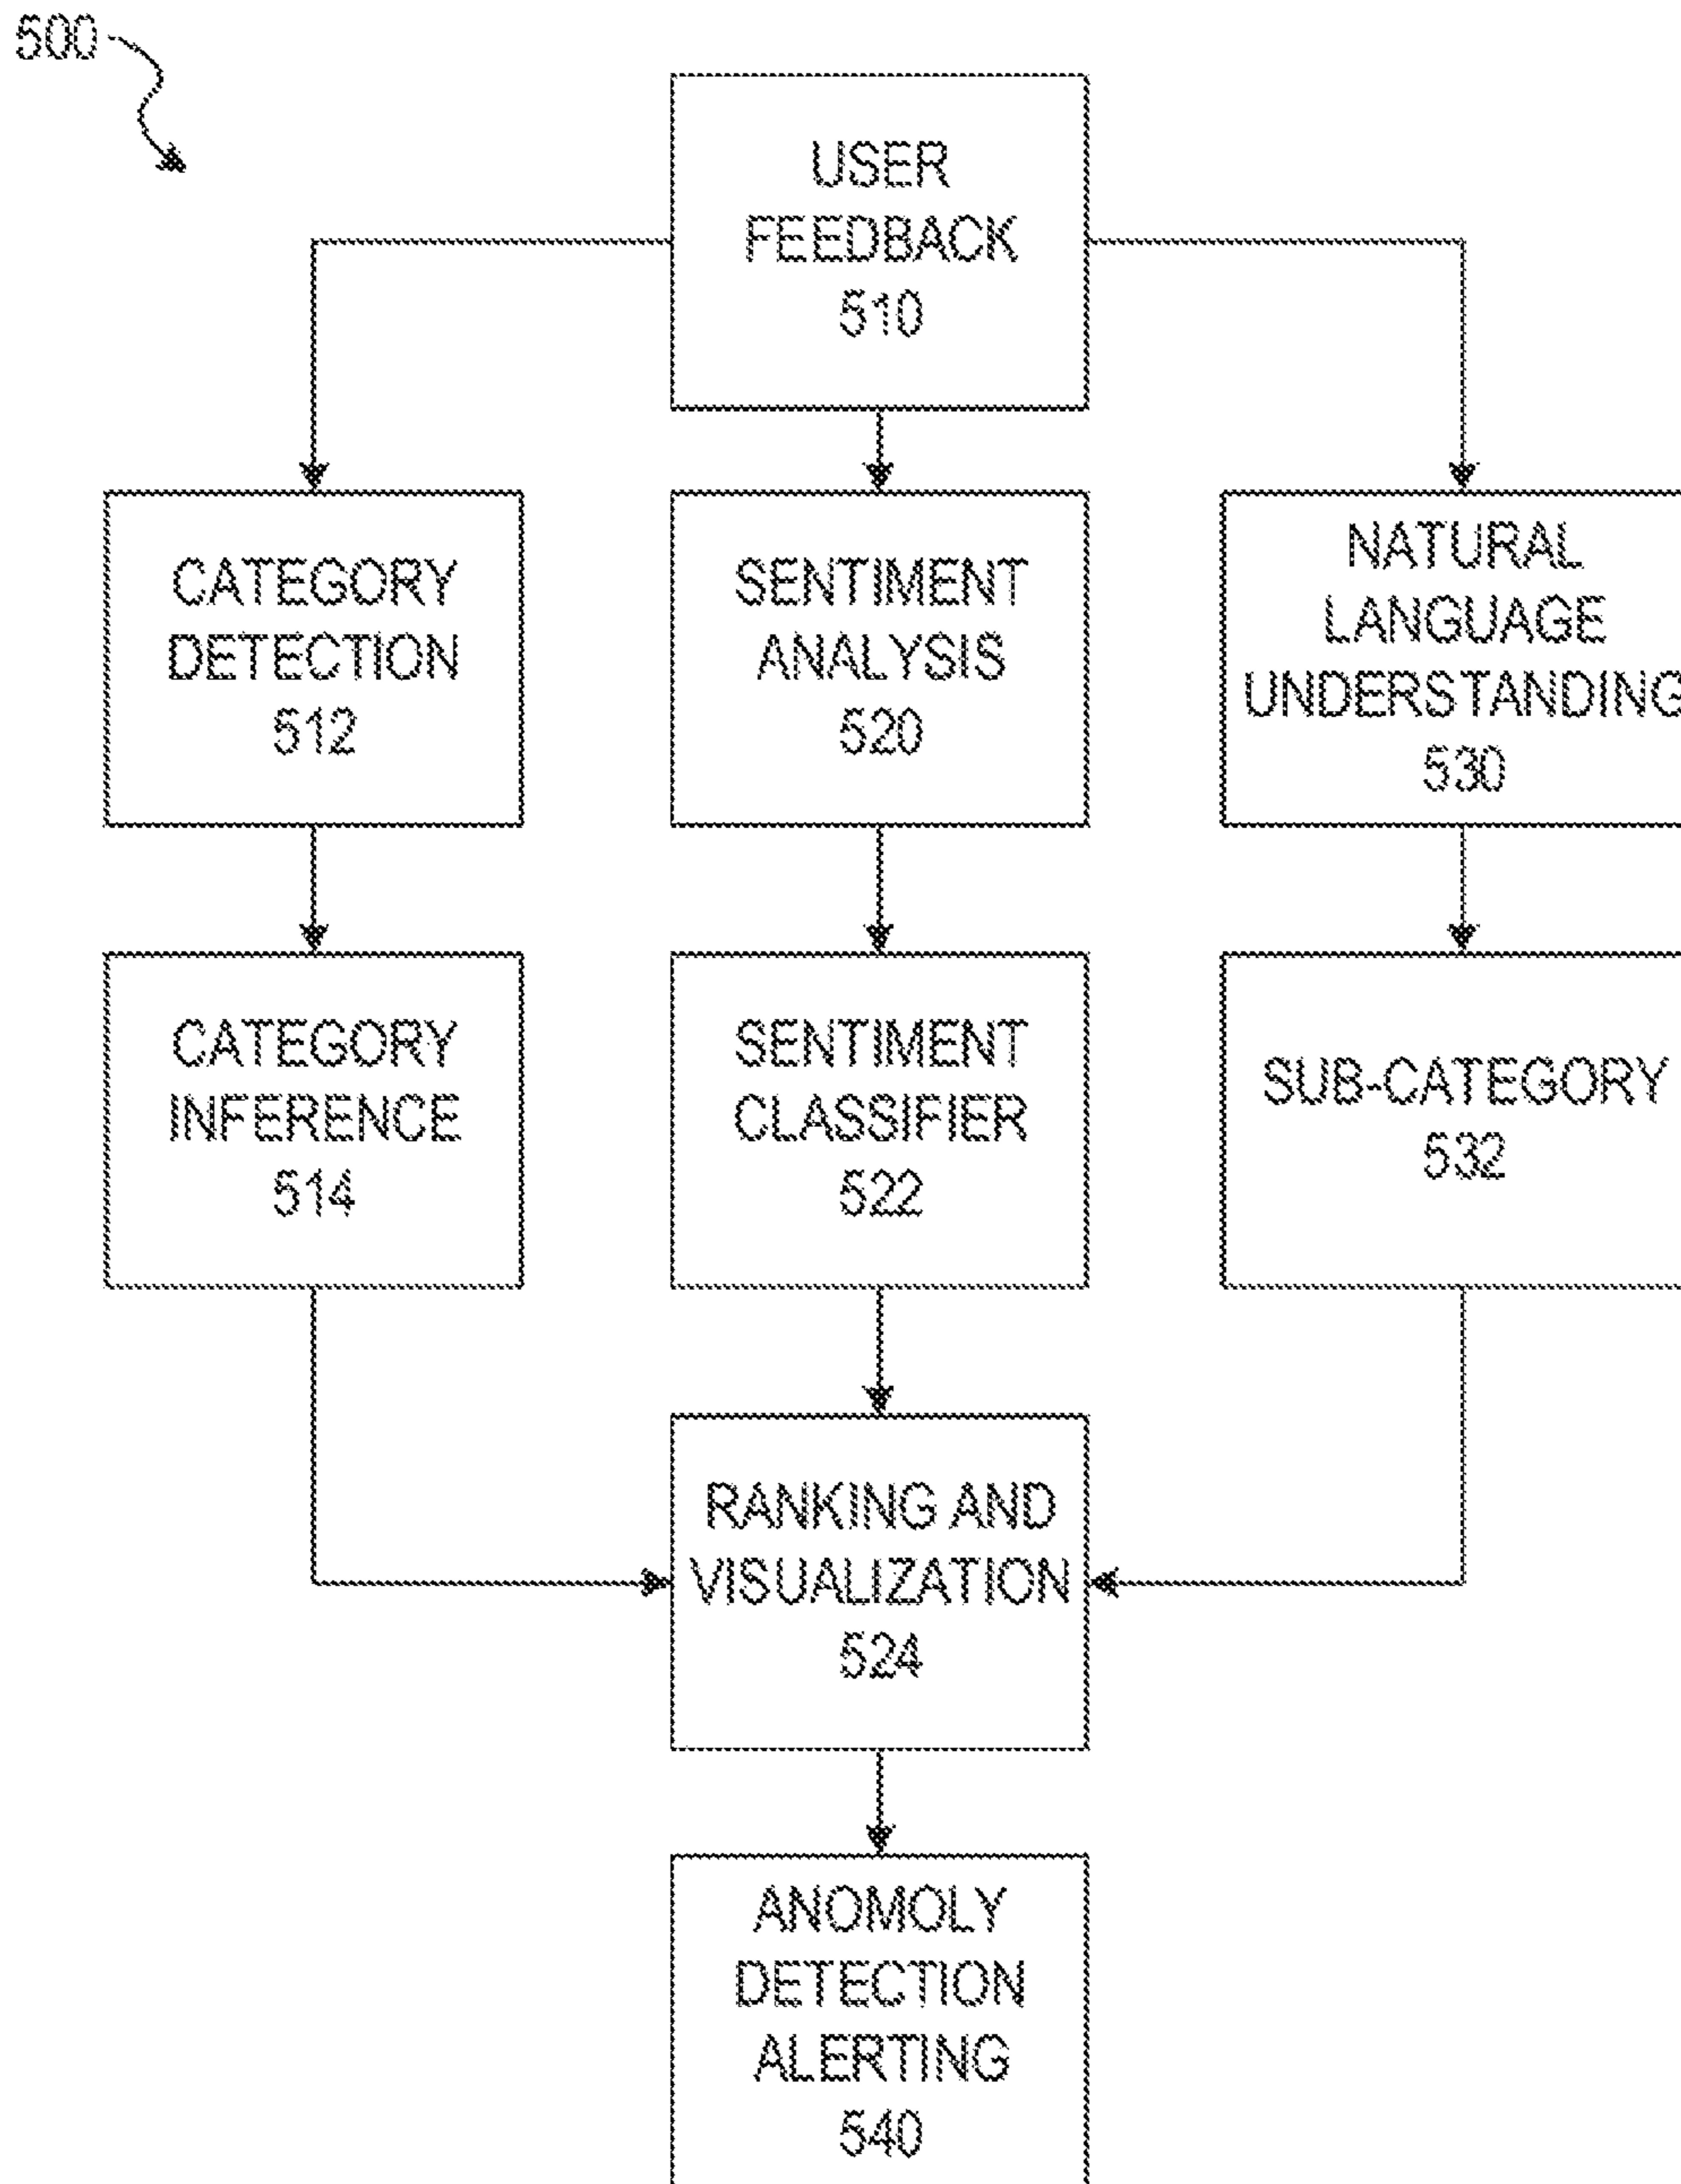 500
USER
FEEDBACK
510
CATEGORY
DETECTION
512
SENTIMENT
ANALYSIS
520
NATURAL
LANGUAGE
UNDERSTANDING
530
CATEGORY
INFERENCE
514
SENTIMENT
CLASSIFIER
522
SUB-CATEGORY
532
RANKING AND
VISUALIZATION
524
ANOMOLY
DETECTION
ALERTING
540